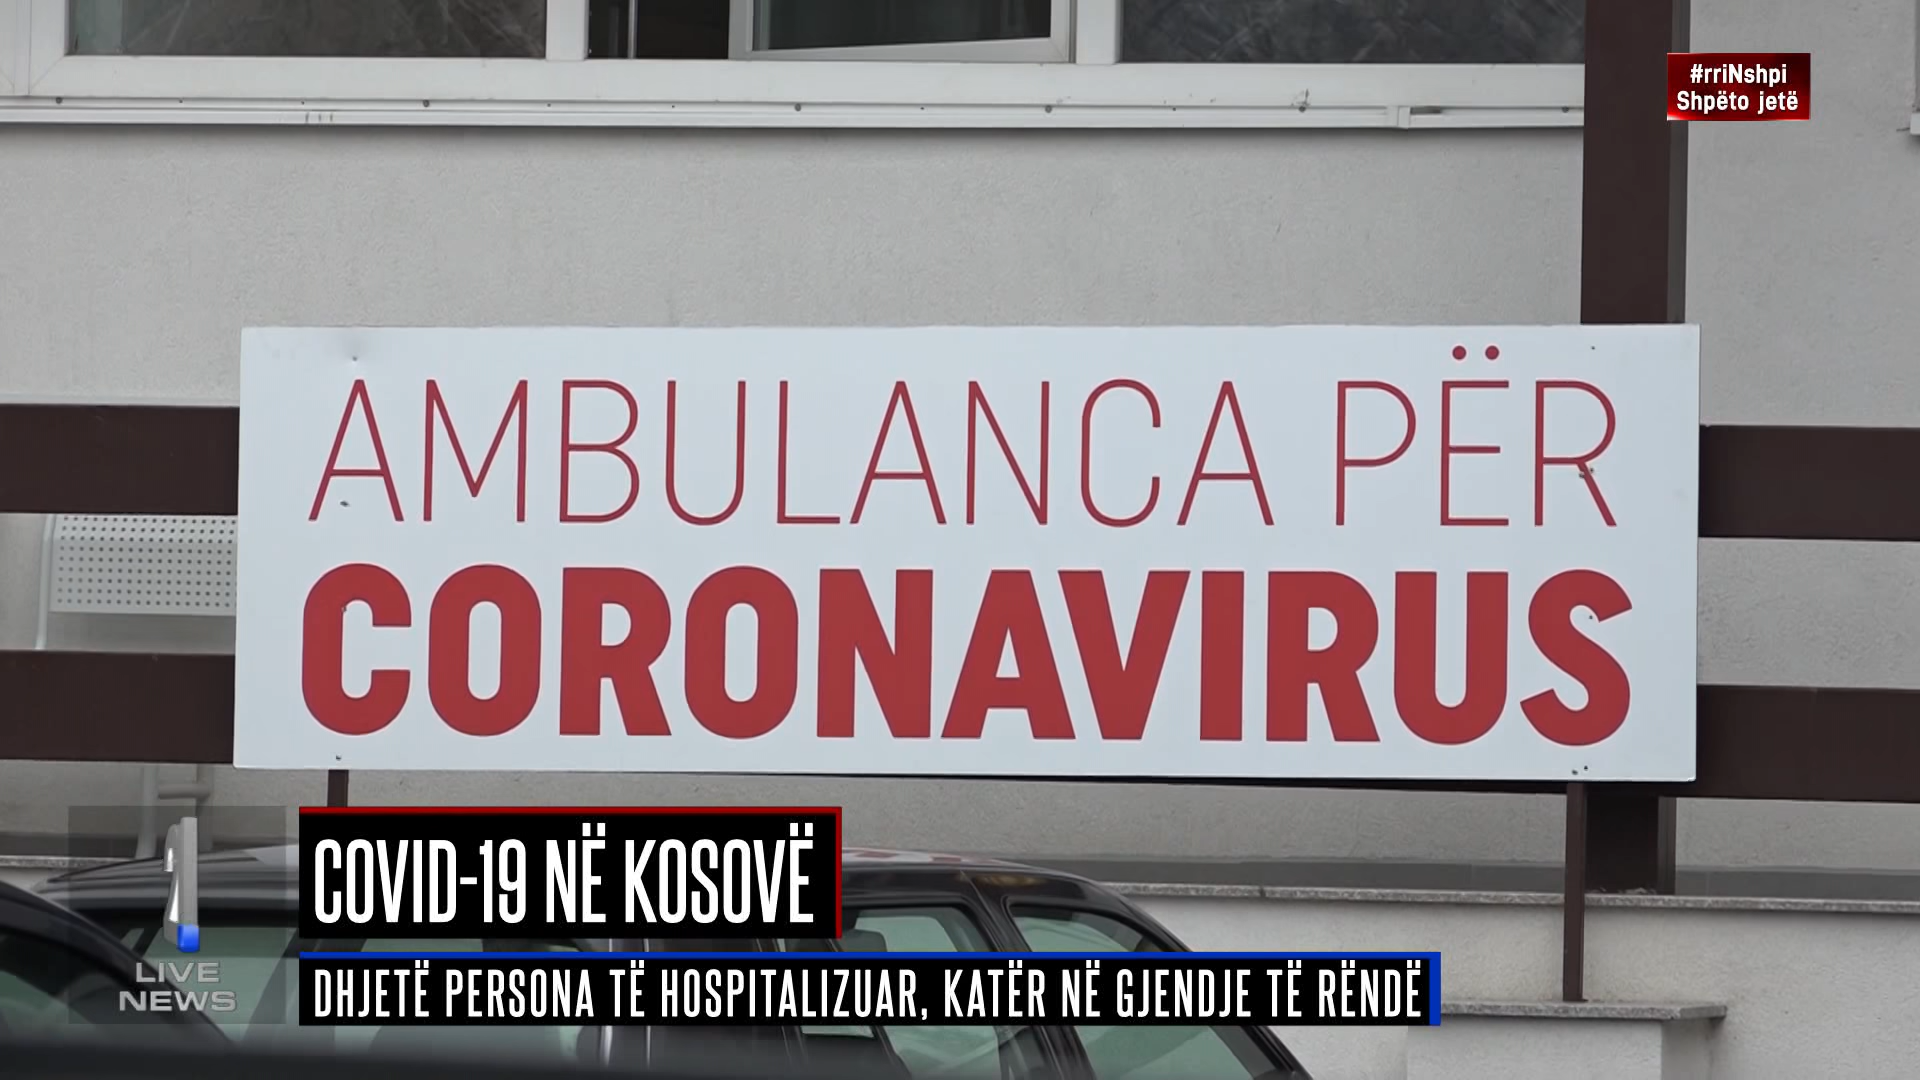 #rriNshpi
Shpëto jetë
AMBULANCA PËR
CORONAVIRUS
COVID-19 NË KOSOVË
DHJETË PERSONA TË HOSPITALIZUAR, KATËR NË GJENDJE TË RËNDË
1
LIVE
NEWS